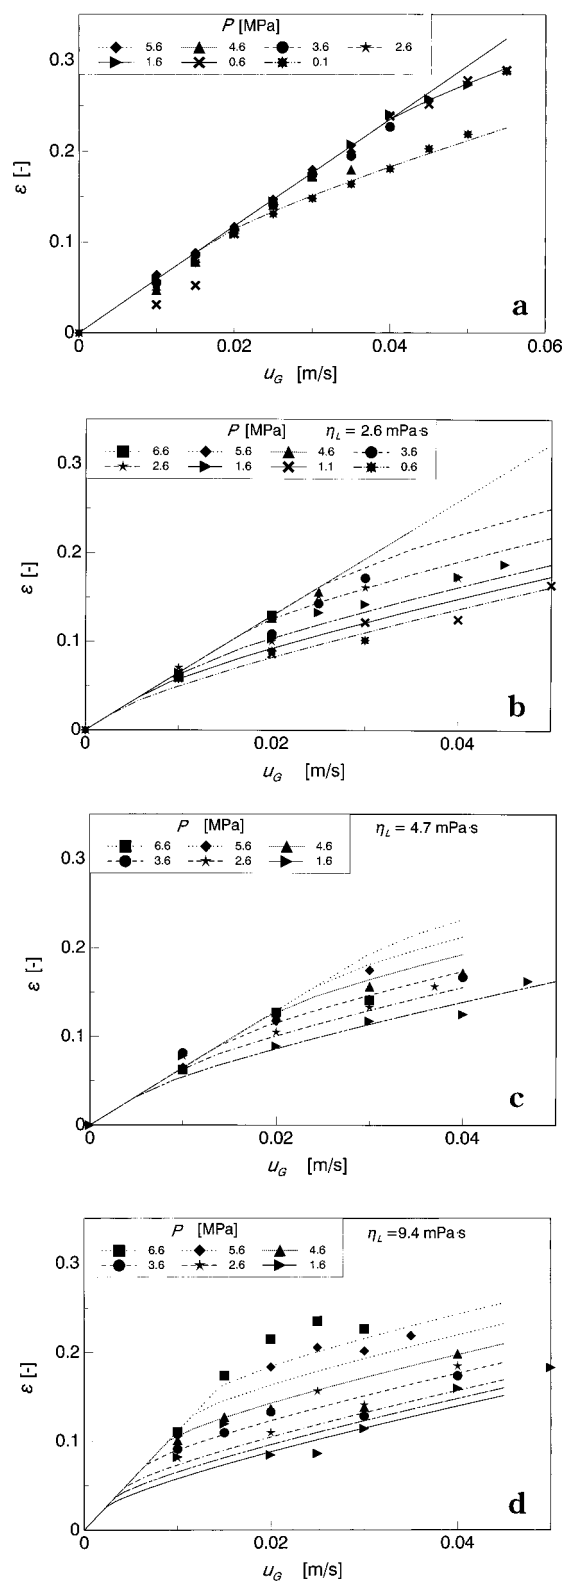 P [MPa]
5.6 4.6 3.6 2.6
1.6 0.6 0.1
0.3
0.2
0.1
0
ε [-]
0 0.02 0.04 0.06
u_G [m/s]
a
P [MPa] η_L = 2.6 mPa·s
6.6 5.6 4.6 3.6
2.6 1.6 1.1 0.6
0.3
0.2
0.1
0
ε [-]
0 0.02 0.04
u_G [m/s]
b
P [MPa] η_L = 4.7 mPa·s
6.6 5.6 4.6
3.6 2.6 1.6
0.3
0.2
0.1
0
ε [-]
0 0.02 0.04
u_G [m/s]
c
P [MPa] η_L =9.4 mPa·s
6.6 5.6 4.6
3.6 2.6 1.6
0.3
0.2
0.1
0
ε [-]
0 0.02 0.04
u_G [m/s]
d